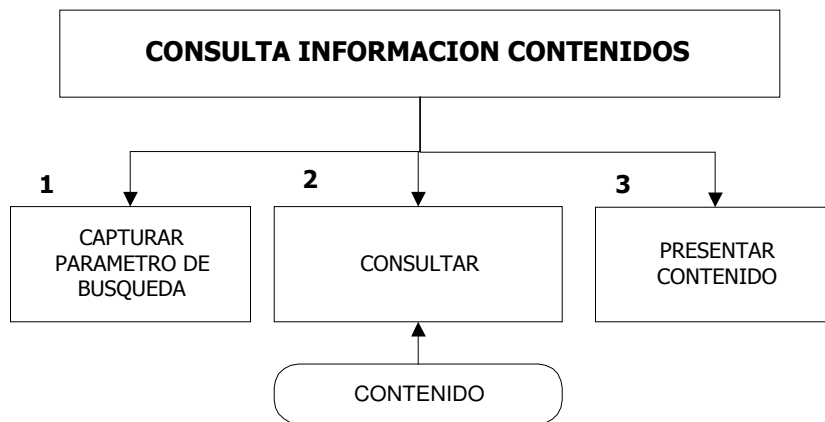 CONSULTA INFORMACION CONTENIDOS
1
2
3
CAPTURAR
PARAMETRO DE
BUSQUEDA
CONSULTAR
PRESENTAR
CONTENIDO
CONTENIDO